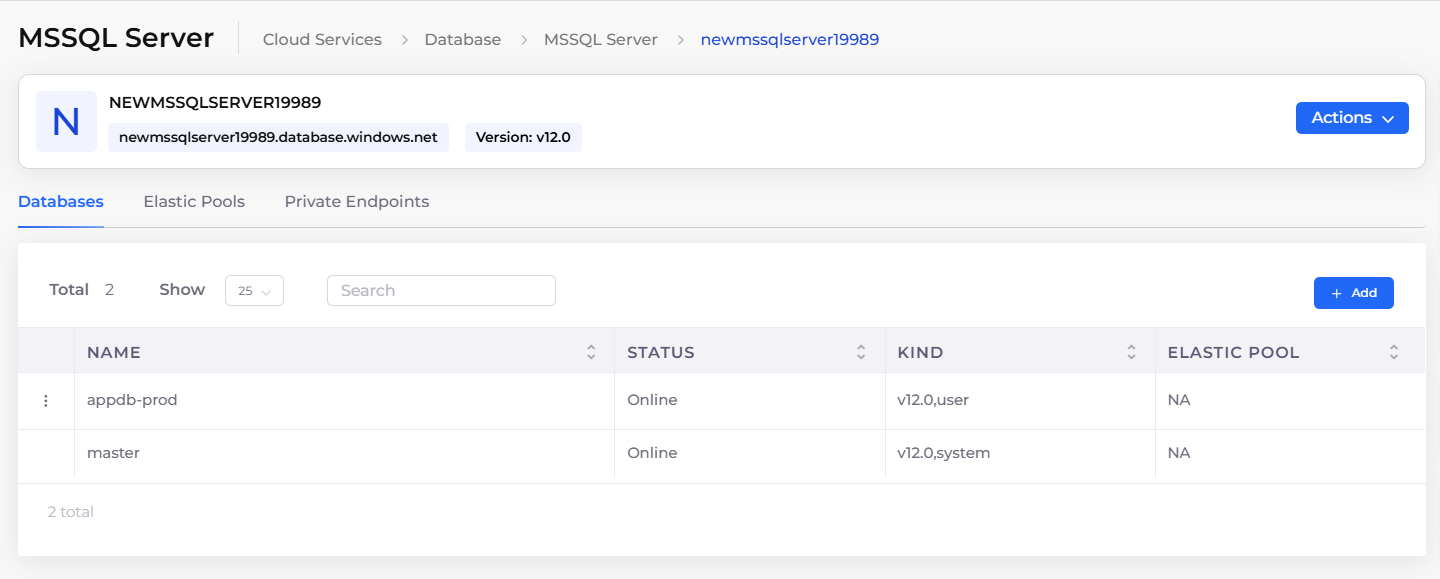 MSSQL Server Cloud Services > Database > MSSQL Server > newmssqlserver19989
N
NEWMSSQLSERVER19989
newmssqlserver19989.database.windows.net Version: v12.0
Actions
Databases Elastic Pools Private Endpoints
Total 2 Show 25 Search
+ Add
NAME STATUS KIND ELASTIC POOL
appdb-prod Online v12.0,user NA
master Online v12.0,system NA
2 total